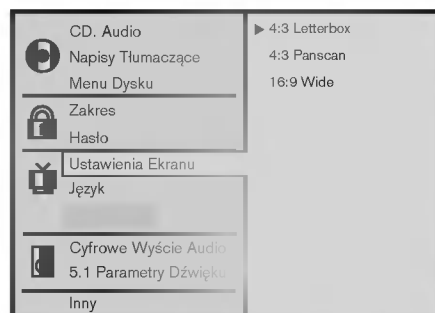 CD. Audio
Napisy Tłumaczące
Menu Dysku
Zakres
Hasło
Ustawienia Ekranu
Język
Cyfrowe Wyście Audio
5.1 Parametry Dźwięku
Inny
4:3 Letterbox
4:3 Panscan
16:9 Wide